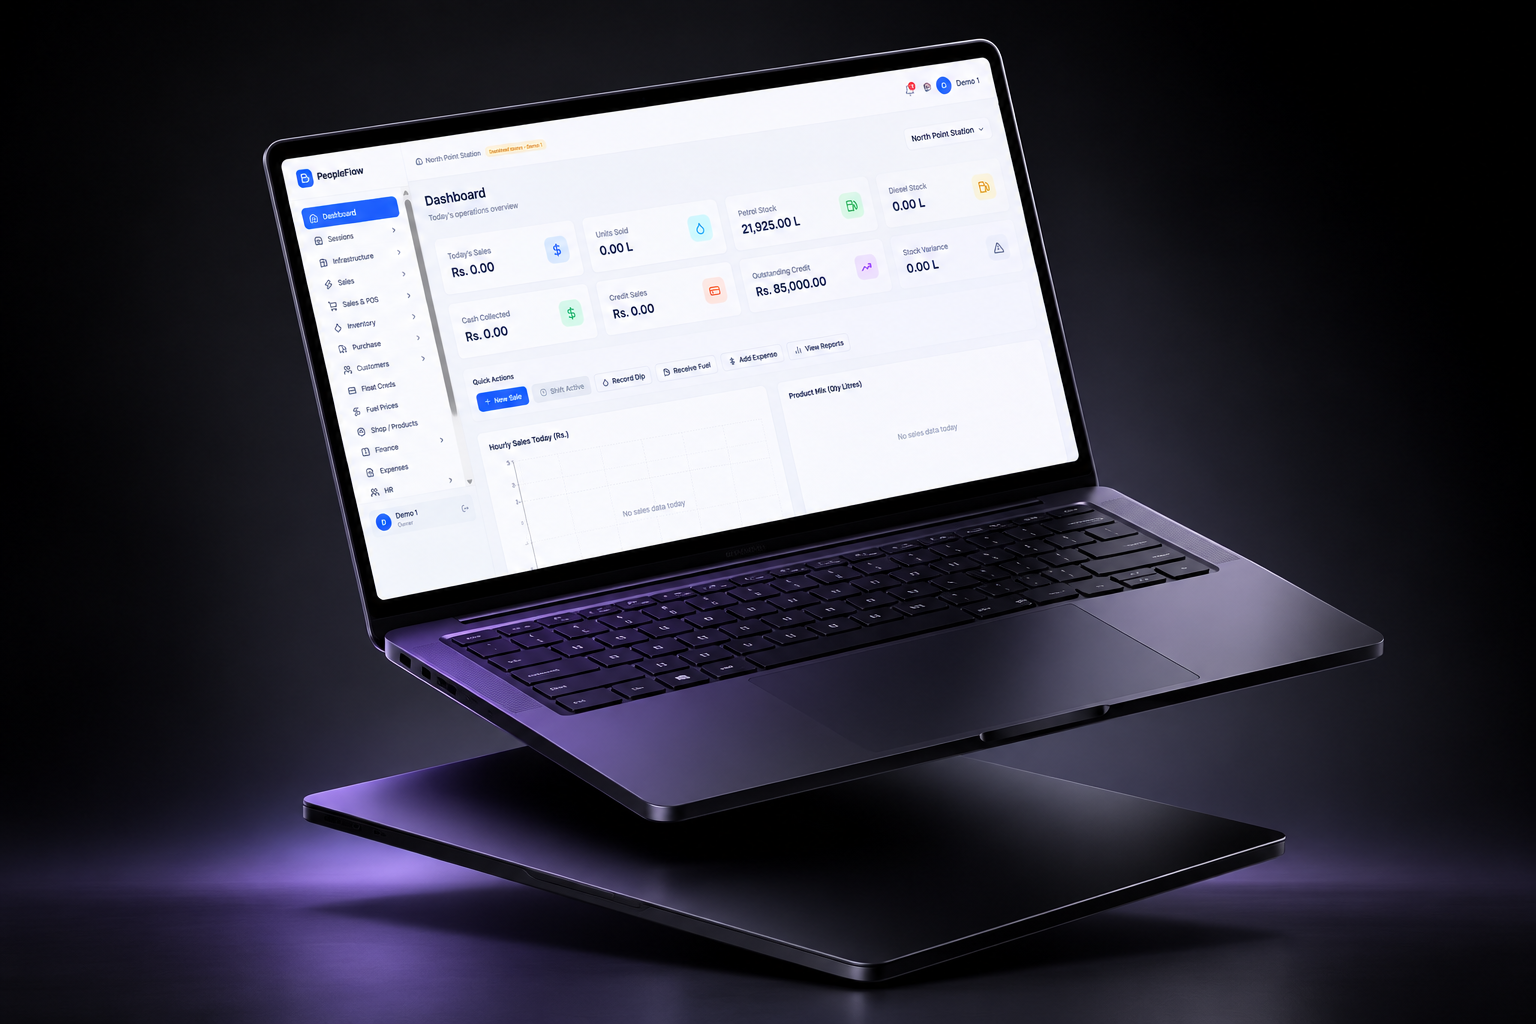 Demo 1
North Point Station
North Point Station
PeopleFlow
Dashboard
Sessions
Infrastructure
Sales
Sales & POS
Inventory
Purchase
Customers
Fuel Prices
Shop / Products
Finance
Expenses
HR
D
Demo 1
Owner
Dashboard
Today's operations overview
Today's Sales
Rs. 0.00
Units Sold
0.00 L
Petrol Stock
21,925.00 L
Diesel Stock
0.00 L
Cash Collected
Rs. 0.00
Credit Sales
Rs. 0.00
Outstanding Credit
Rs. 85,000.00
Stock Variance
0.00 L
Quick Actions
+ New Sale
Shift Active
Record Dip
Receive Fuel
Add Expense
View Reports
Hourly Sales Today (Rs.)
No sales data today
Product Mix (Qty Litres)
No sales data today